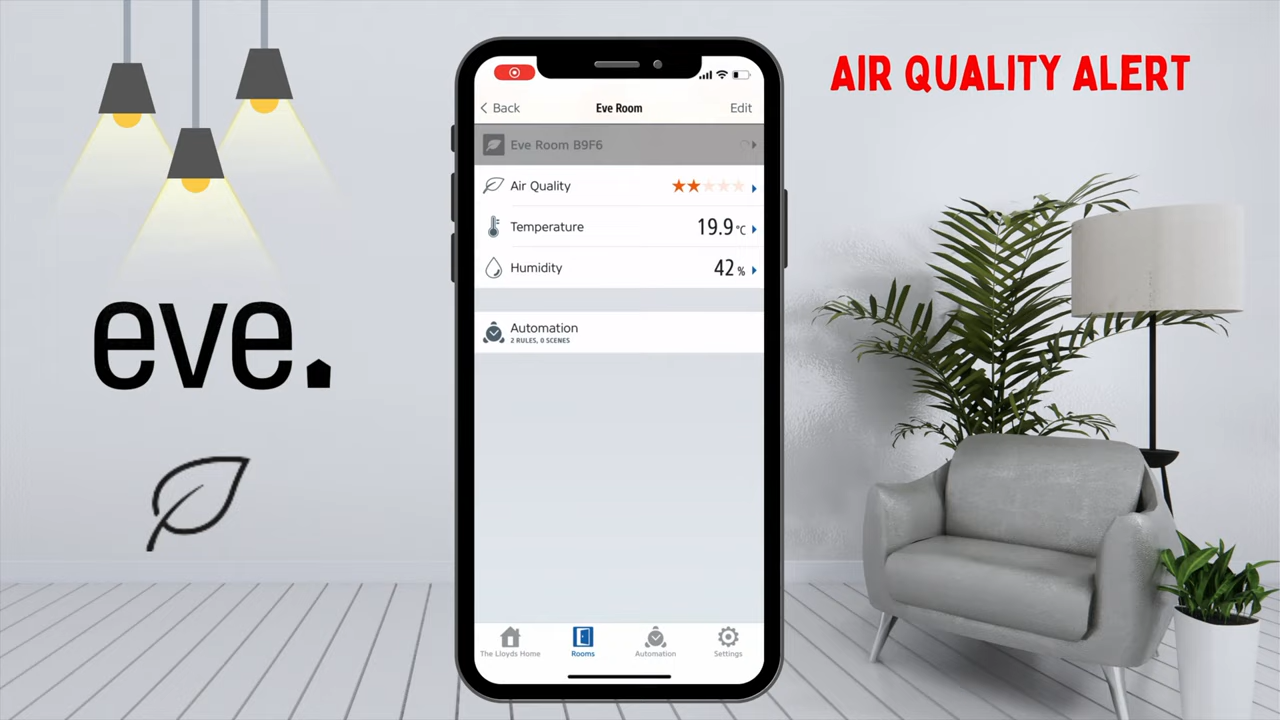 AIR QUALITY ALERT
eve.
Back
Eve Room
Edit
Eve Room B9F6
Air Quality
Temperature
19.9 °C
Humidity
42 %
Automation
2 RULES, 0 SCENES
The Lloyds Home
Rooms
Automation
Settings